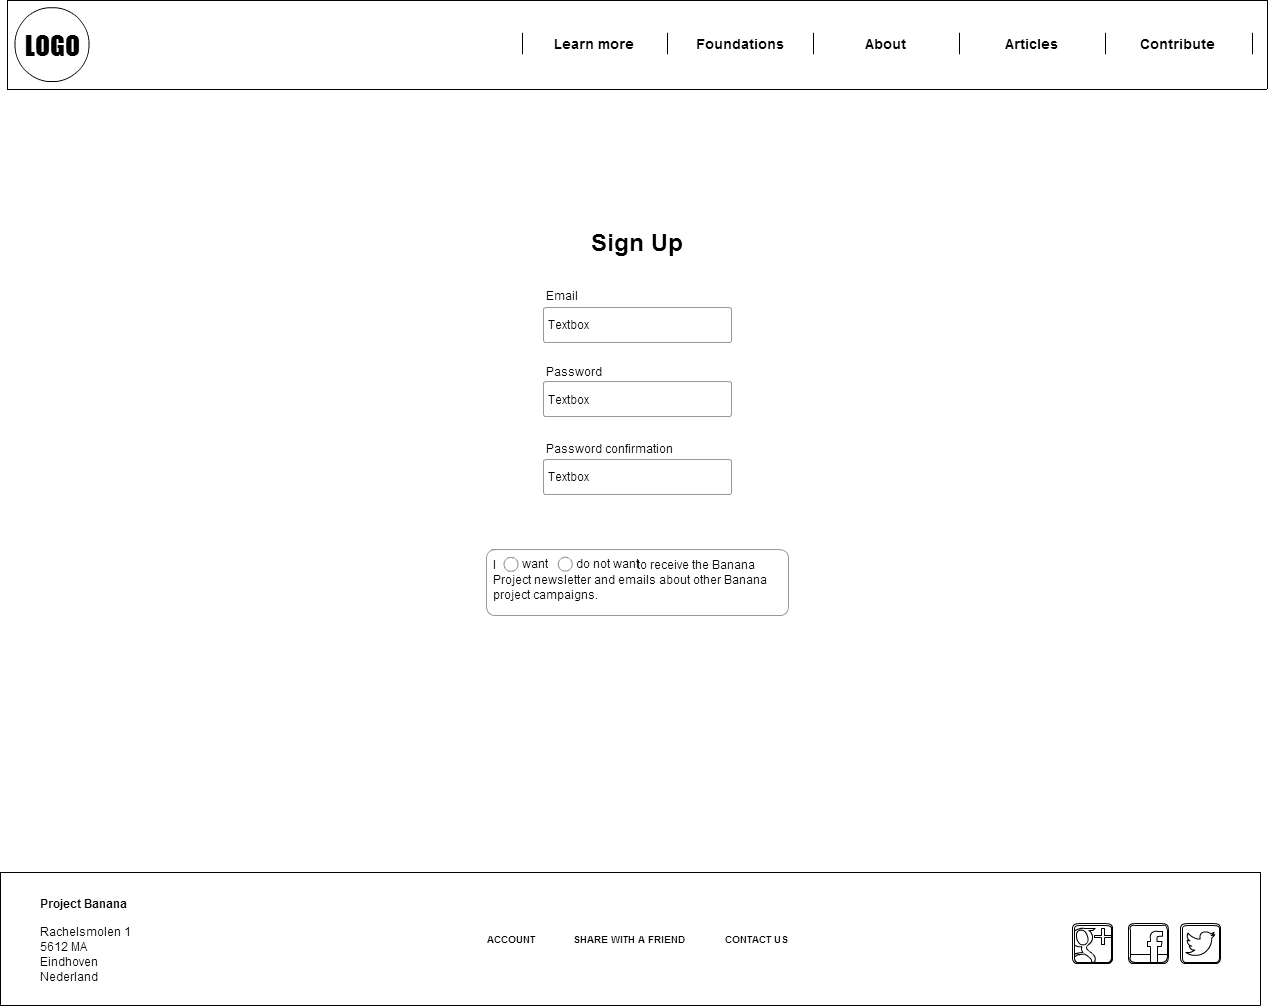 LOGO
Learn more
Foundations
About
Articles
Contribute
Sign Up
Email
Textbox
Password
Textbox
Password confirmation
Textbox
I want do not want to receive the Banana
Project newsletter and emails about other Banana
project campaigns.
Project Banana
Rachelsmolen 1
5612 MA
Eindhoven
Nederland
ACCOUNT
SHARE WITH A FRIEND
CONTACT US